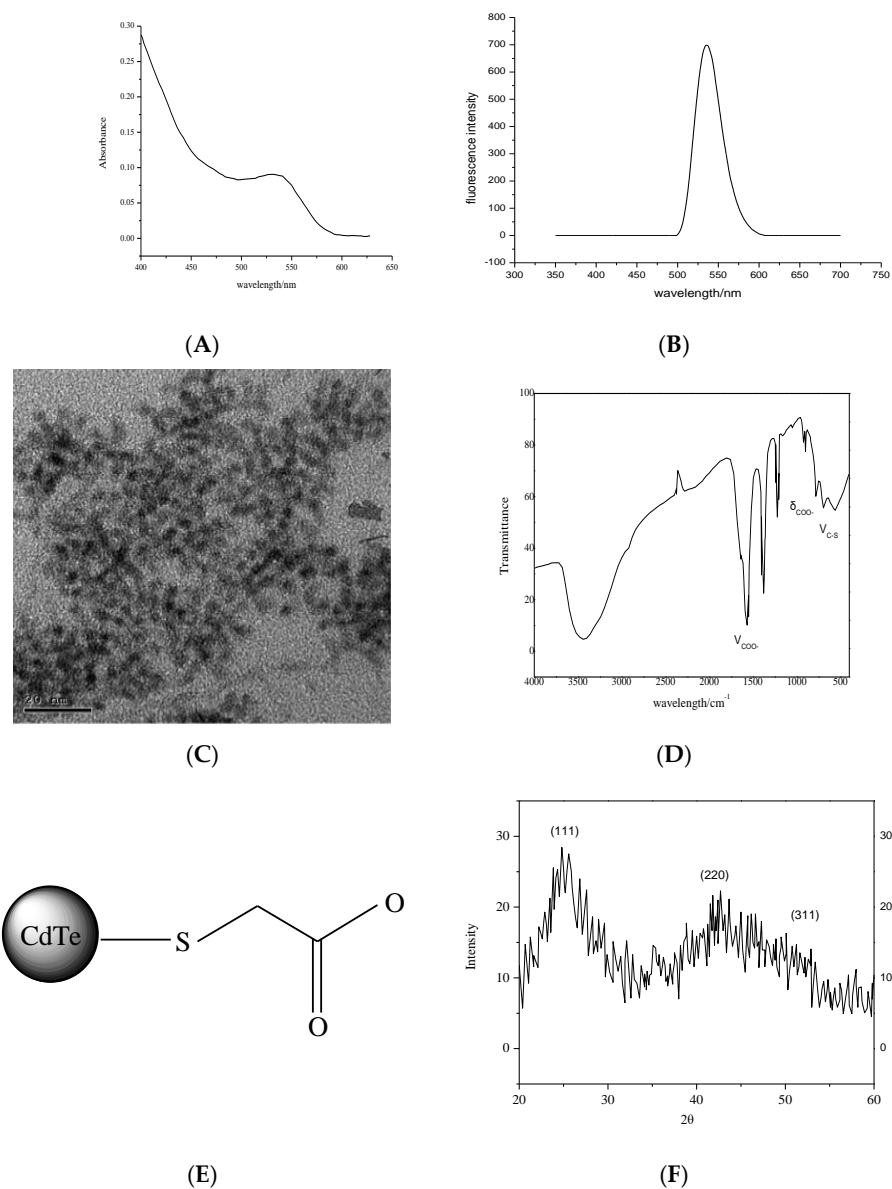 0.30
0.25
0.20
0.15
0.10
0.05
0.00
Absorbance
400 450 500 550 600 650
wavelength/nm
(A)
800
700
600
500
400
300
200
100
0
-100
fluorescence intensity
300 350 400 450 500 550 600 650 700 750
wavelength/nm
(B)
20 nm
(C)
100
80
60
40
20
0
Transmittance
δCOO-
VC-S
VCOO-
4000 3500 3000 2500 2000 1500 1000 500
wavelength/cm-1
(D)
CdTe
S
O
O
(E)
30
20
10
0
Intensity
(111)
(220)
(311)
30
20
10
0
20 30 40 50 60
2θ
(F)